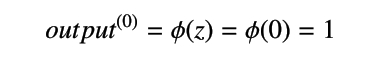 output⁽⁰⁾ = ϕ(z) = ϕ(0) = 1